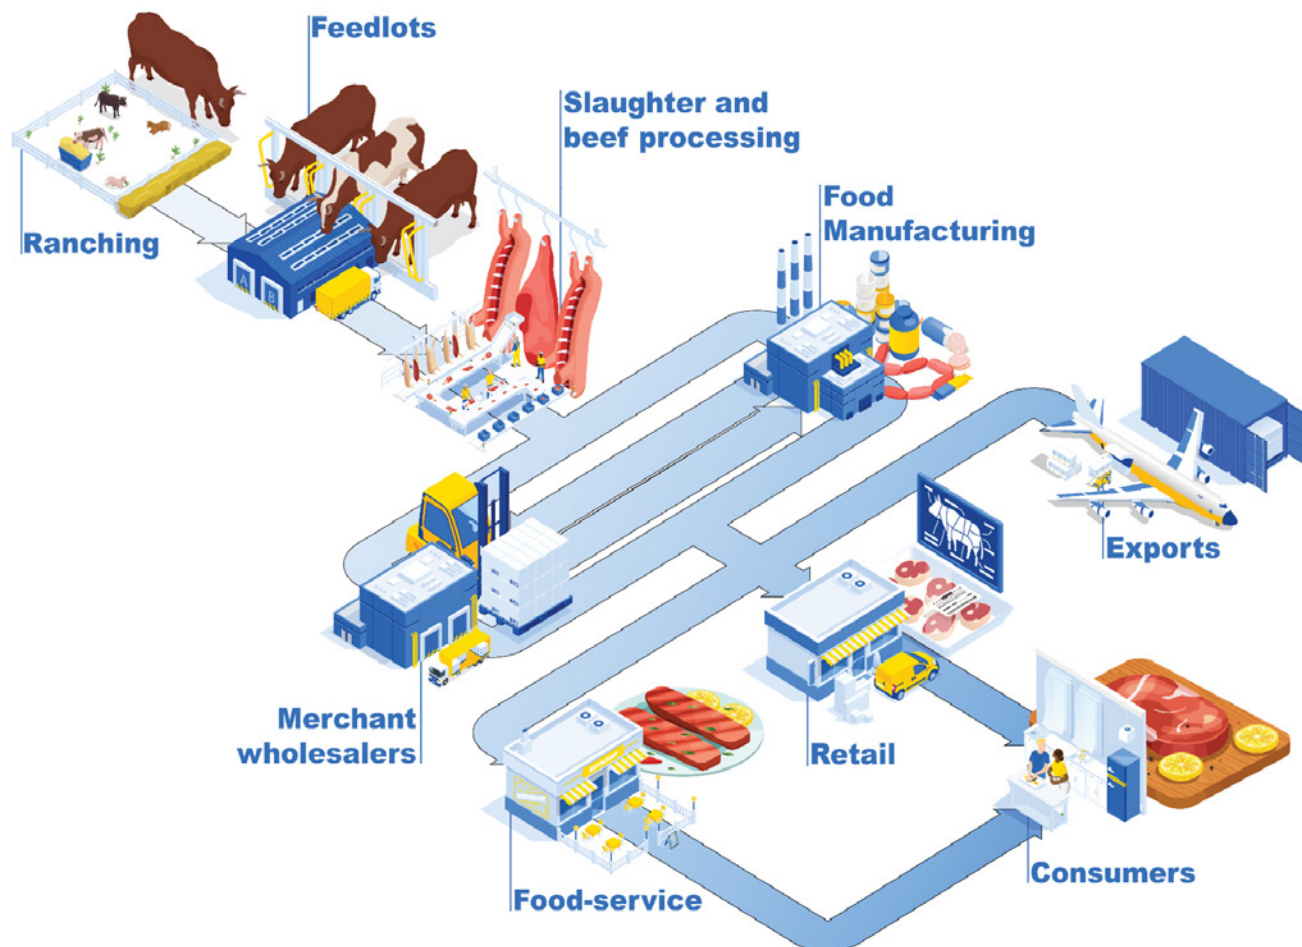 Feedlots
Slaughter and
beef processing
Ranching
Food
Manufacturing
A
B
Exports
Merchant
wholesalers
Retail
Food-service
Consumers